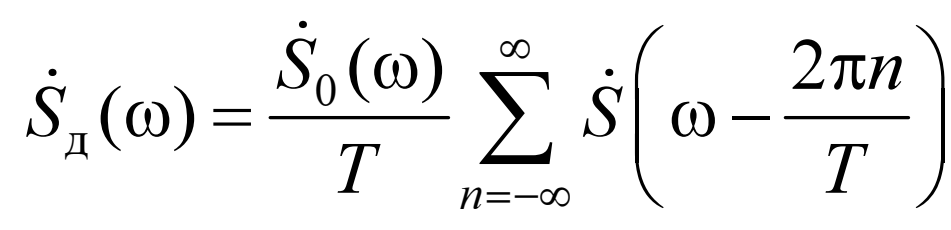 Ṡ_д(ω) = Ṡ_0(ω)/T ∑_{n=-∞}^{∞} Ṡ(ω − 2πn/T)